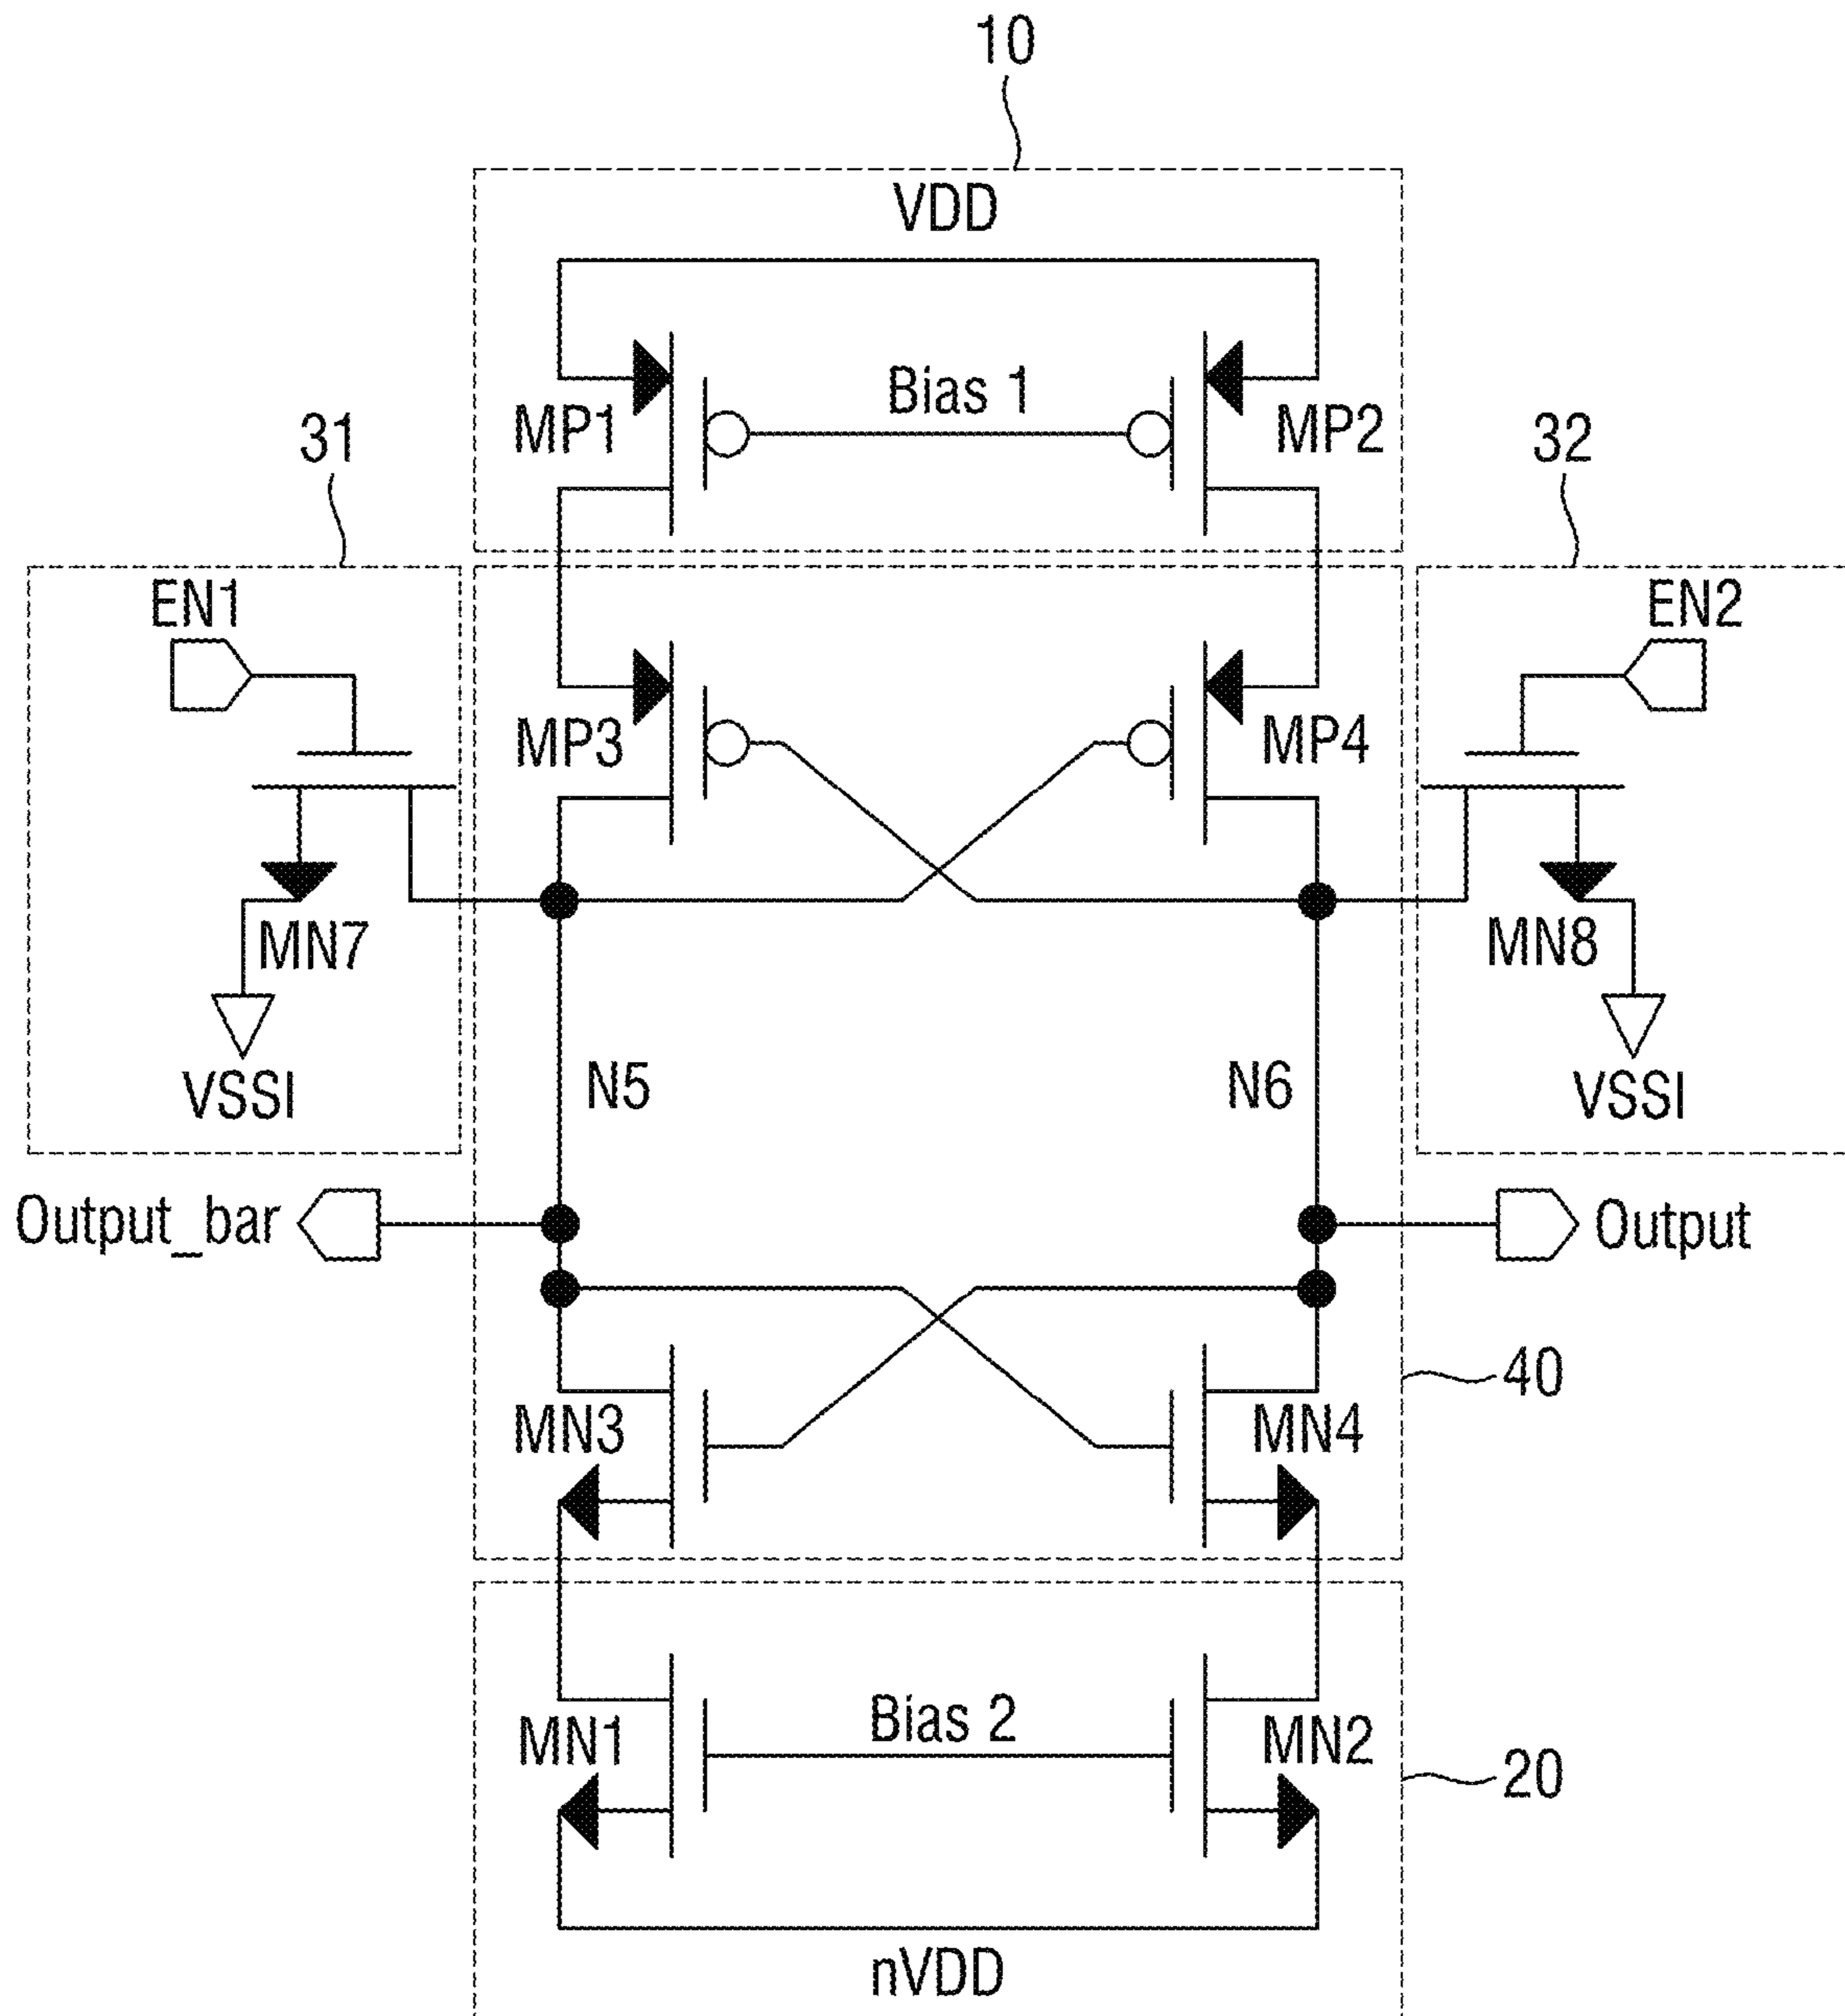 10
VDD
Bias 1
MP1
MP2
31
32
EN1
EN2
MP3
MP4
MN7
MN8
VSSI
N5
N6
VSSI
Output_bar
Output
40
MN3
MN4
Bias 2
MN1
MN2
20
nVDD